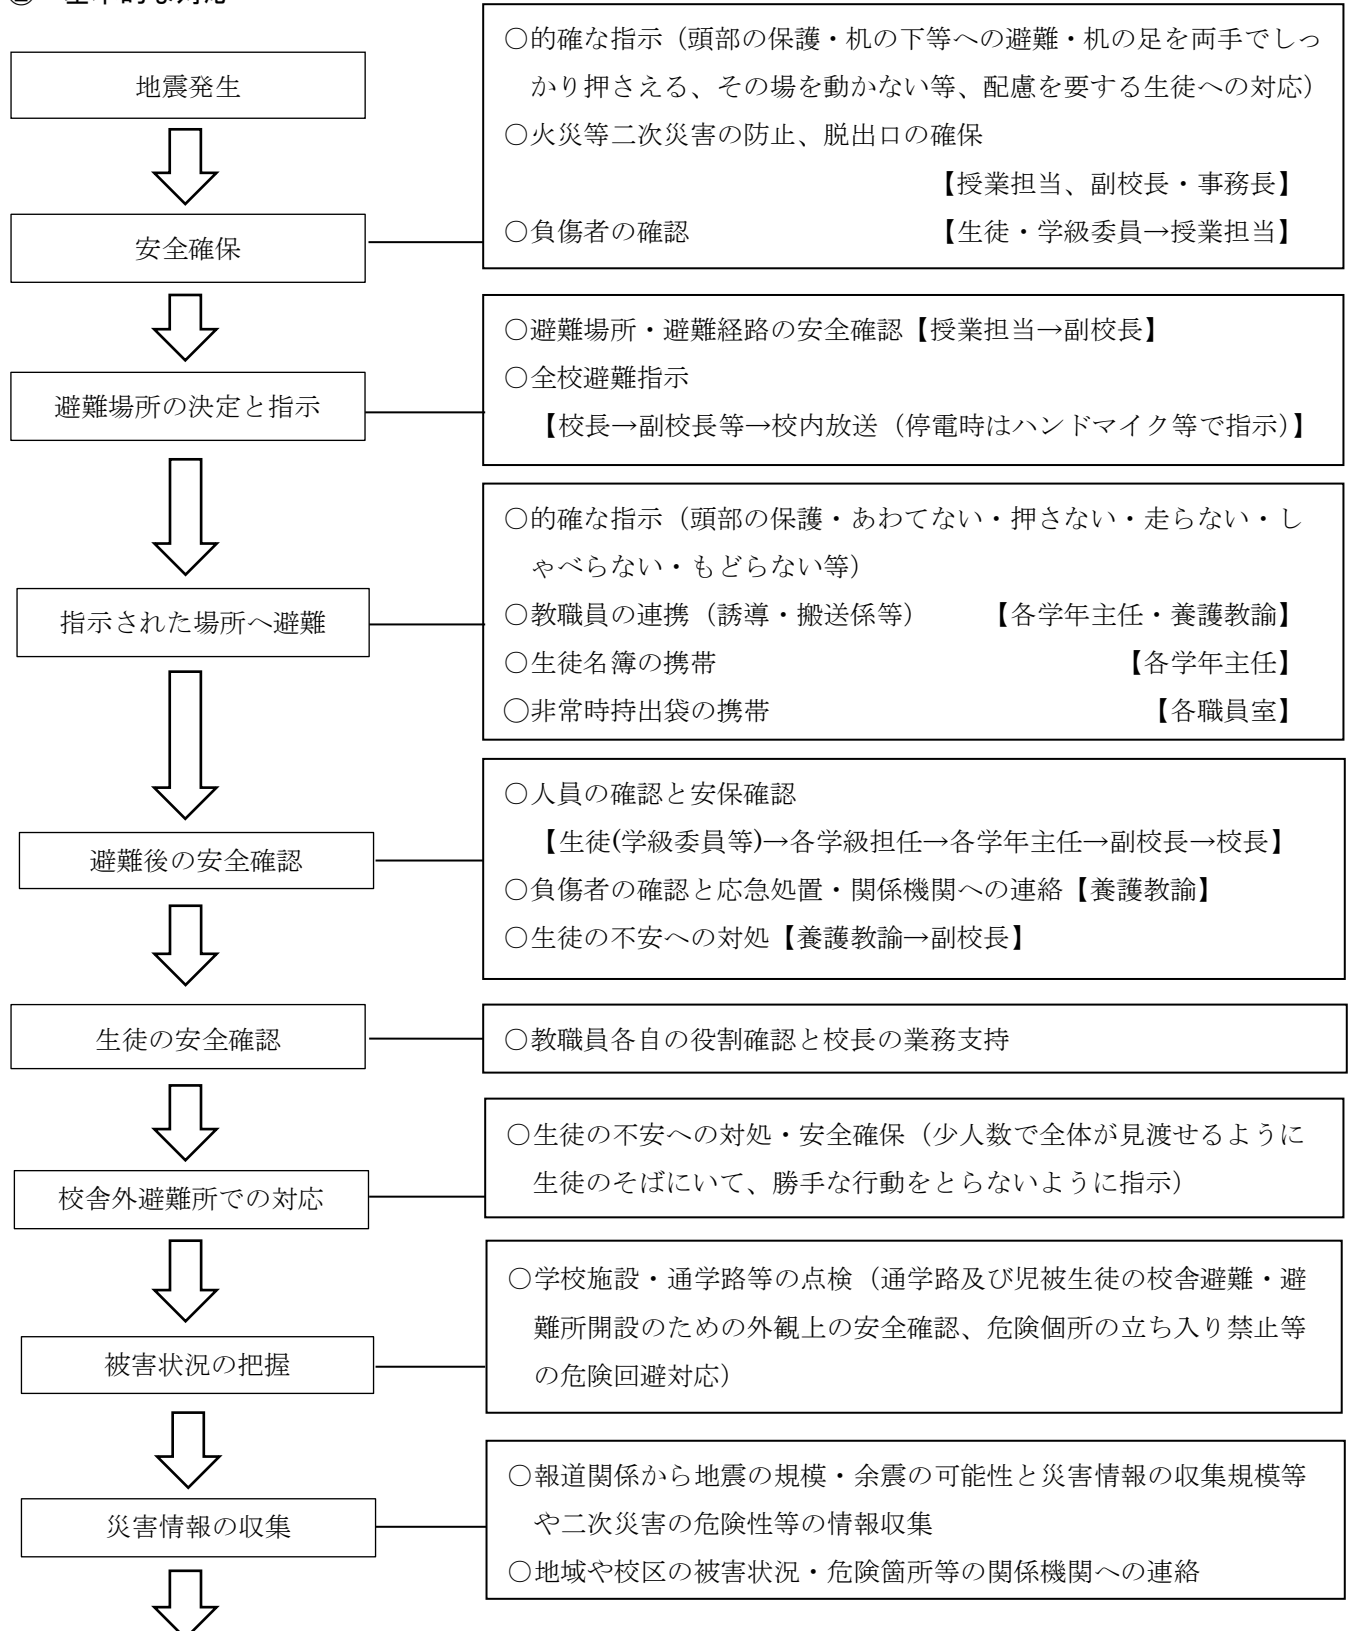 基本的な対応
地震発生
○的確な指示（頭部の保護・机の下等への避難・机の足を両手でしっ
かり押さえる、その場を動かない等、配慮を要する生徒への対応）
○火災等二次災害の防止、脱出口の確保
【授業担当、副校長・事務長】
○負傷者の確認 【生徒・学級委員→授業担当】
安全確保
○避難場所・避難経路の安全確認【授業担当→副校長】
○全校避難指示
【校長→副校長等→校内放送（停電時はハンドマイク等で指示）】
避難場所の決定と指示
○的確な指示（頭部の保護・あわてない・押さない・走らない・し
ゃべらない・もどらない等）
○教職員の連携（誘導・搬送係等） 【各学年主任・養護教諭】
○生徒名簿の携帯 【各学年主任】
○非常時持出袋の携帯 【各職員室】
指示された場所へ避難
○人員の確認と安保確認
【生徒(学級委員等)→各学級担任→各学年主任→副校長→校長】
○負傷者の確認と応急処置・関係機関への連絡【養護教諭】
○生徒の不安への対処【養護教諭→副校長】
避難後の安全確認
生徒の安全確認
○教職員各自の役割確認と校長の業務支持
○生徒の不安への対処・安全確保（少人数で全体が見渡せるように
生徒のそばにいて、勝手な行動をとらないように指示）
校舎外避難所での対応
○学校施設・通学路等の点検（通学路及び児被生徒の校舎避難・避
難所開設のための外観上の安全確認、危険個所の立ち入り禁止等
の危険回避対応）
被害状況の把握
○報道関係から地震の規模・余震の可能性と災害情報の収集規模等
や二次災害の危険性等の情報収集
○地域や校区の被害状況・危険箇所等の関係機関への連絡
災害情報の収集